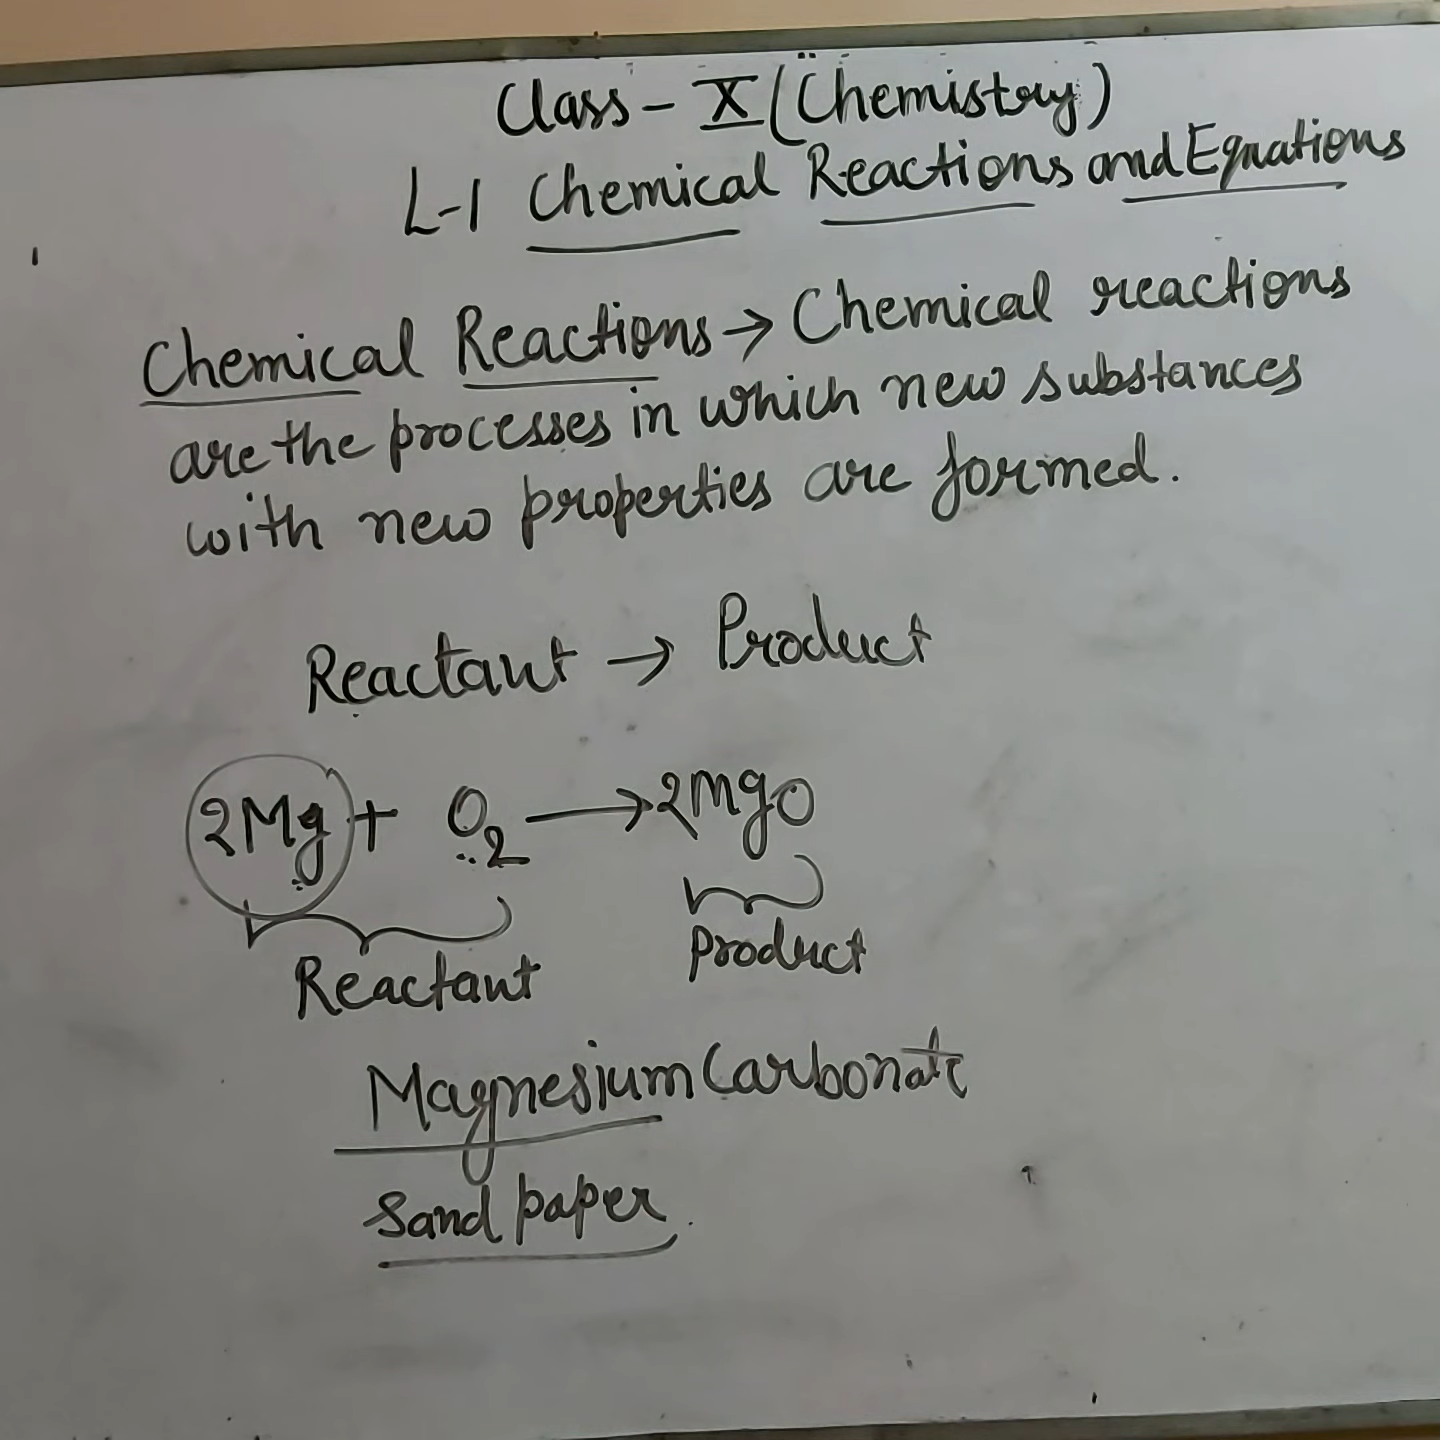 Class - X (Chemistry)
L-1 Chemical Reactions and Equations
Chemical Reactions → Chemical reactions
are the processes in which new substances
with new properties are formed.
Reactant → Product
2Mg + O₂ → 2MgO
Reactant Product
Magnesium Carbonate
Sand paper